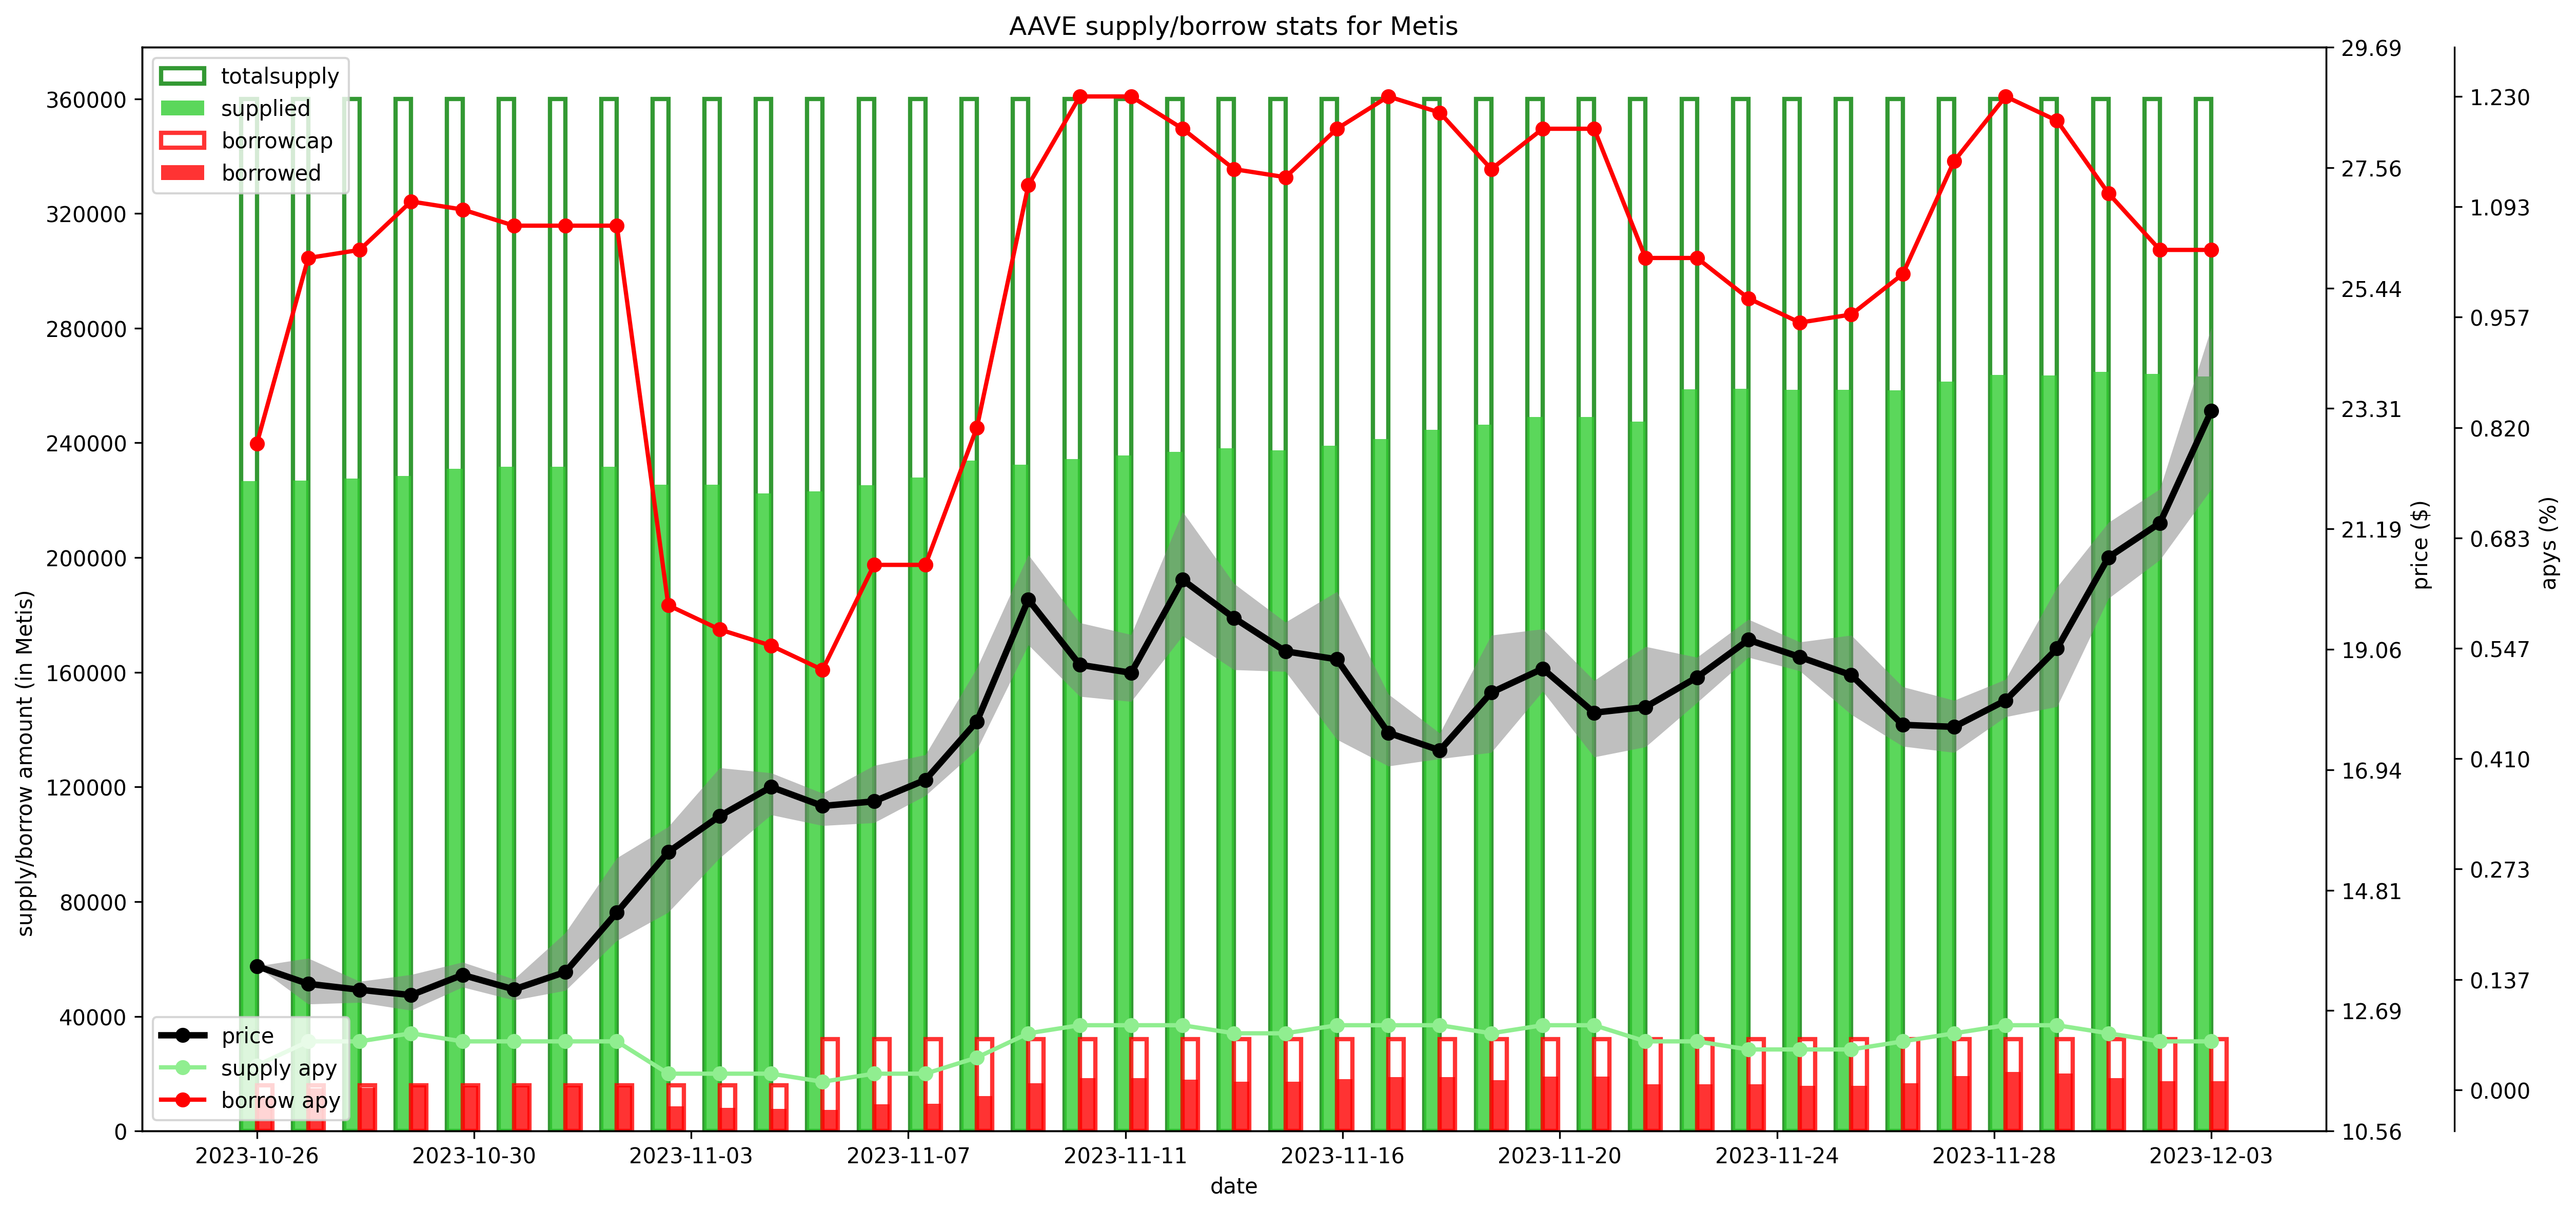 AAVE supply/borrow stats for Metis
totalsupply
supplied
borrowcap
borrowed
price
supply apy
borrow apy
supply/borrow amount (in Metis)
360000
320000
280000
240000
200000
160000
120000
80000
40000
0
2023-10-26 2023-10-30 2023-11-03 2023-11-07 2023-11-11 2023-11-16 2023-11-20 2023-11-24 2023-11-28 2023-12-03
date
29.69
27.56
25.44
23.31
21.19
19.06
16.94
14.81
12.69
10.56
price ($)
1.230
1.093
0.957
0.820
0.683
0.547
0.410
0.273
0.137
0.000
apys (%)